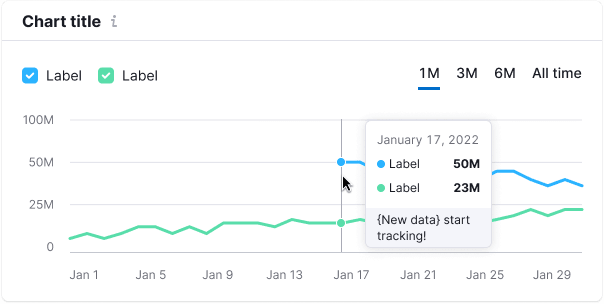 Chart title
Label Label 1M 3M 6M All time
100M
50M
25M
0
January 17, 2022
Label 50M
Label 23M
{New data} start
tracking!
Jan 1 Jan 5 Jan 9 Jan 13 Jan 17 Jan 21 Jan 25 Jan 29